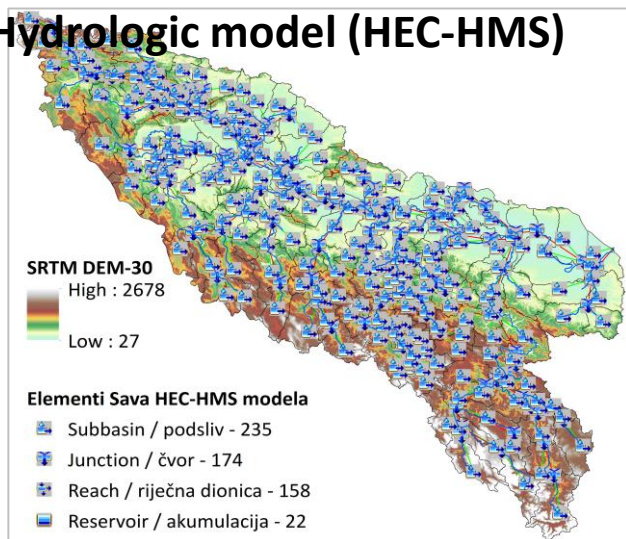 Hydrologic model (HEC-HMS)
SRTM DEM-30
High : 2678
Low : 27
Elementi Sava HEC-HMS modela
Subbasin / podsliv - 235
Junction / čvor - 174
Reach / riječna dionica - 158
Reservoir / akumulacija - 22